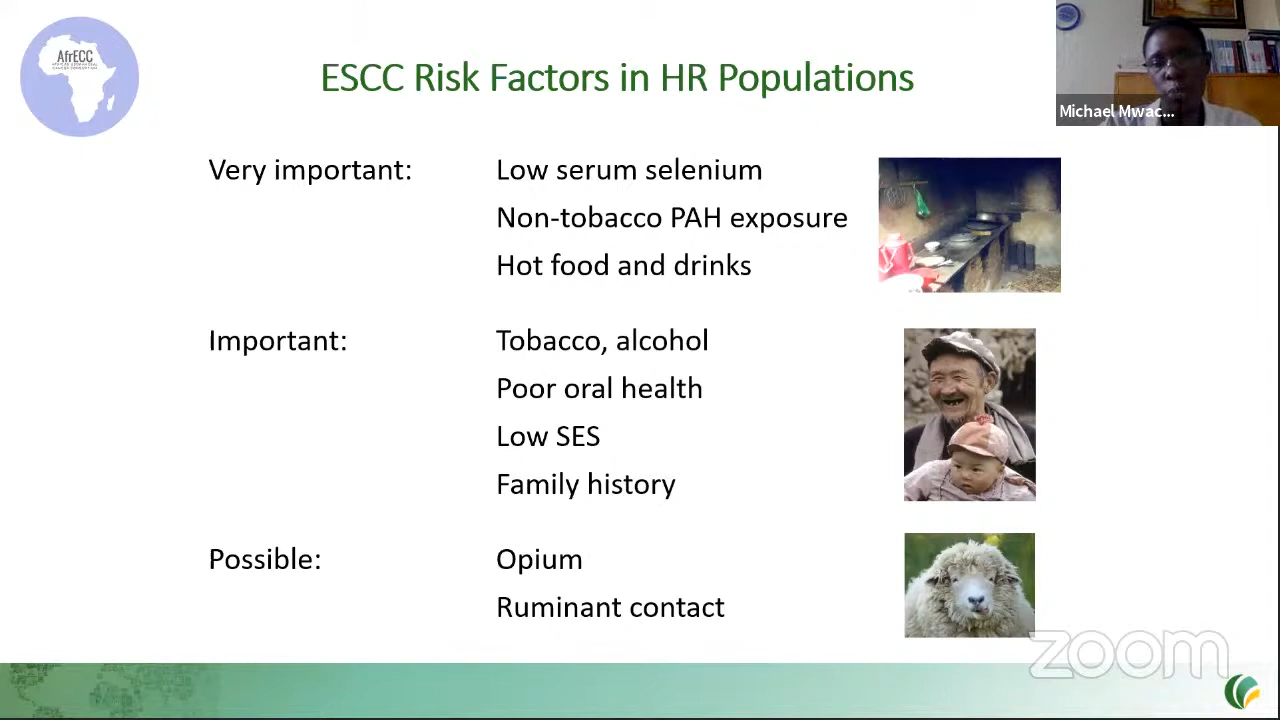 AfrECC
ESCC Risk Factors in HR Populations
Michael Mwac...
Very important:
Low serum selenium
Non-tobacco PAH exposure
Hot food and drinks
Important:
Tobacco, alcohol
Poor oral health
Low SES
Family history
Possible:
Opium
Ruminant contact
zoom